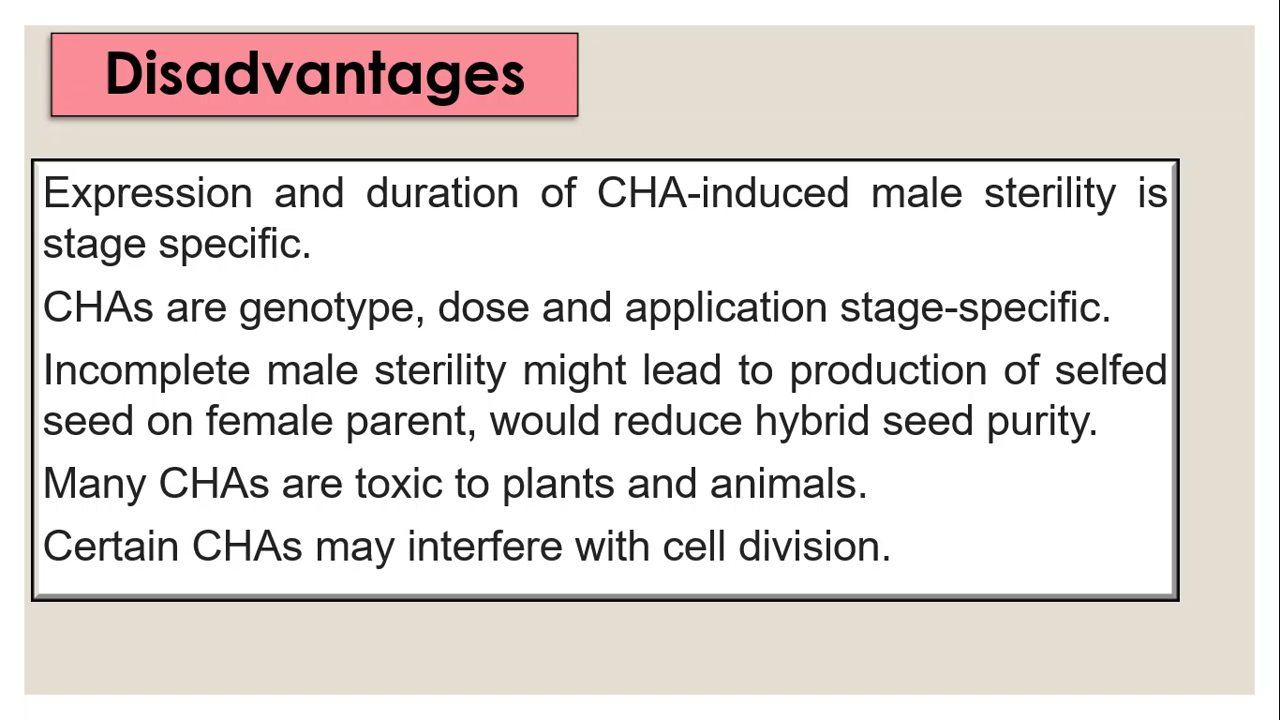 Disadvantages
Expression and duration of CHA-induced male sterility is
stage specific.
CHAs are genotype, dose and application stage-specific.
Incomplete male sterility might lead to production of selfed
seed on female parent, would reduce hybrid seed purity.
Many CHAs are toxic to plants and animals.
Certain CHAs may interfere with cell division.